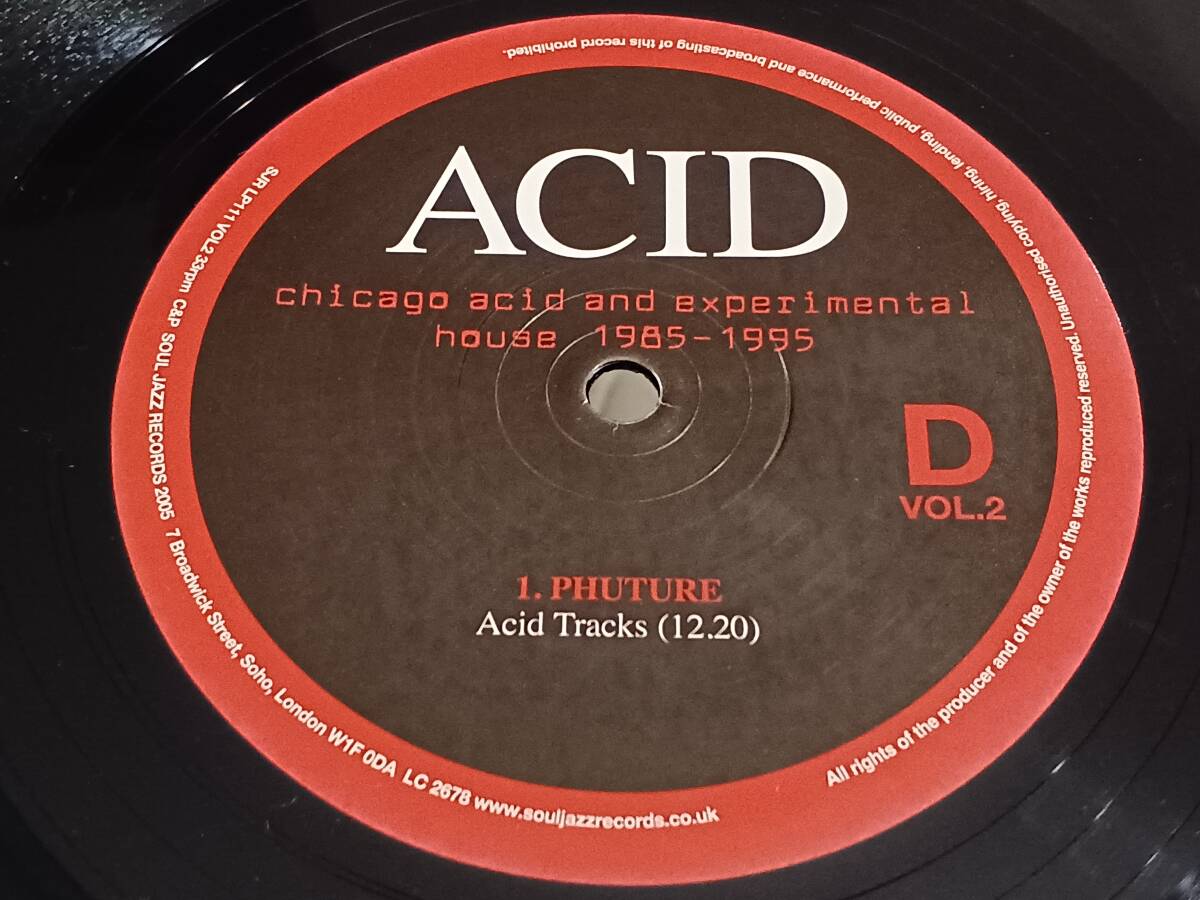 ACID
chicago acid and experimental
house 1985-1995
D
VOL.2
1. PHUTURE
Acid Tracks (12.20)
SJR LP111 VOL2 33rpm C&P SOUL JAZZ RECORDS 2005 7 Broadwick Street, Soho, London W1F 0DA LC 2678 www.souljazzrecords.co.uk
All rights of the producer and of the owner of the works reproduced reserved. Unauthorised copying, hiring, lending, public performance and broadcasting of this record prohibited.